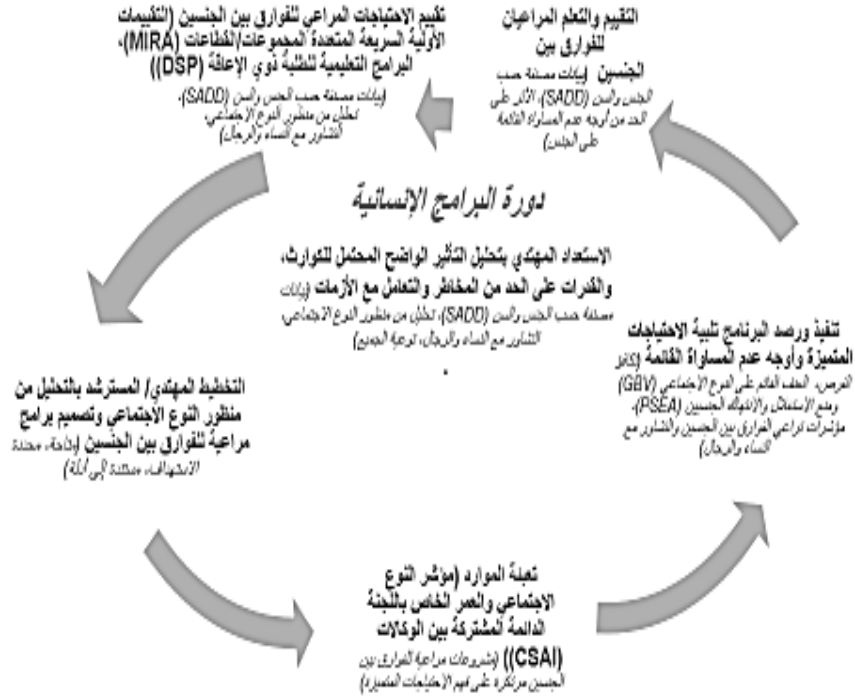 تقييم الاحتياجات المراعي للفوارق بين الجنسين (التقييمات
الأولية السريعة المتعددة المجموعات/القطاعات (MIRA)،
البرامج التعليمية للطلبة ذوي الإعاقة (DSP))
(بيانات مصنفة حسب الجنس والسن (SADD)،
تحليل من منظور النوع الاجتماعي،
التشاور مع النساء والرجال)
التقييم والتعلم المراعيان
للفوارق بين
الجنسين (بيانات مصنفة حسب
الجنس والسن (SADD)، الأثر على
الحد من أوجه عدم المساواة القائمة
على الجنس)
دورة البرامج الإنسانية
الاستعداد المهتدي بتحليل التأثير الواضح المحتمل للتوارث،
والقدرات على الحد من المخاطر والتعامل مع الأزمات (بيانات
مصنفة حسب الجنس والسن (SADD)، تحليل من منظور النوع الاجتماعي،
التشاور مع النساء والرجال، توعية الجميع)
.
التخطيط المهتدي/ المسترشد بالتحليل من
منظور النوع الاجتماعي وتصميم برامج
مراعية للفوارق بين الجنسين (متاحة، محددة
الاستهداف، مستندة إلى أدلة)
تنفيذ ورصد البرنامج تلبية الاحتياجات
المتميزة وأوجه عدم المساواة القائمة (تكافؤ
الفرص، العنف القائم على النوع الاجتماعي (GBV)
ومنع الاستغلال والانتهاك الجنسيين (PSEA)،
مؤشرات تراعي الفوارق بين الجنسين والتشاور مع
النساء والرجال)
تعبئة الموارد (مؤشر النوع
الاجتماعي والعمر الخاص باللجنة
الدائمة المشتركة بين الوكالات
(CSAI)) (مشروعات مراعية للفوارق بين
الجنسين مرتكزة على فهم الاحتياجات المتميزة)